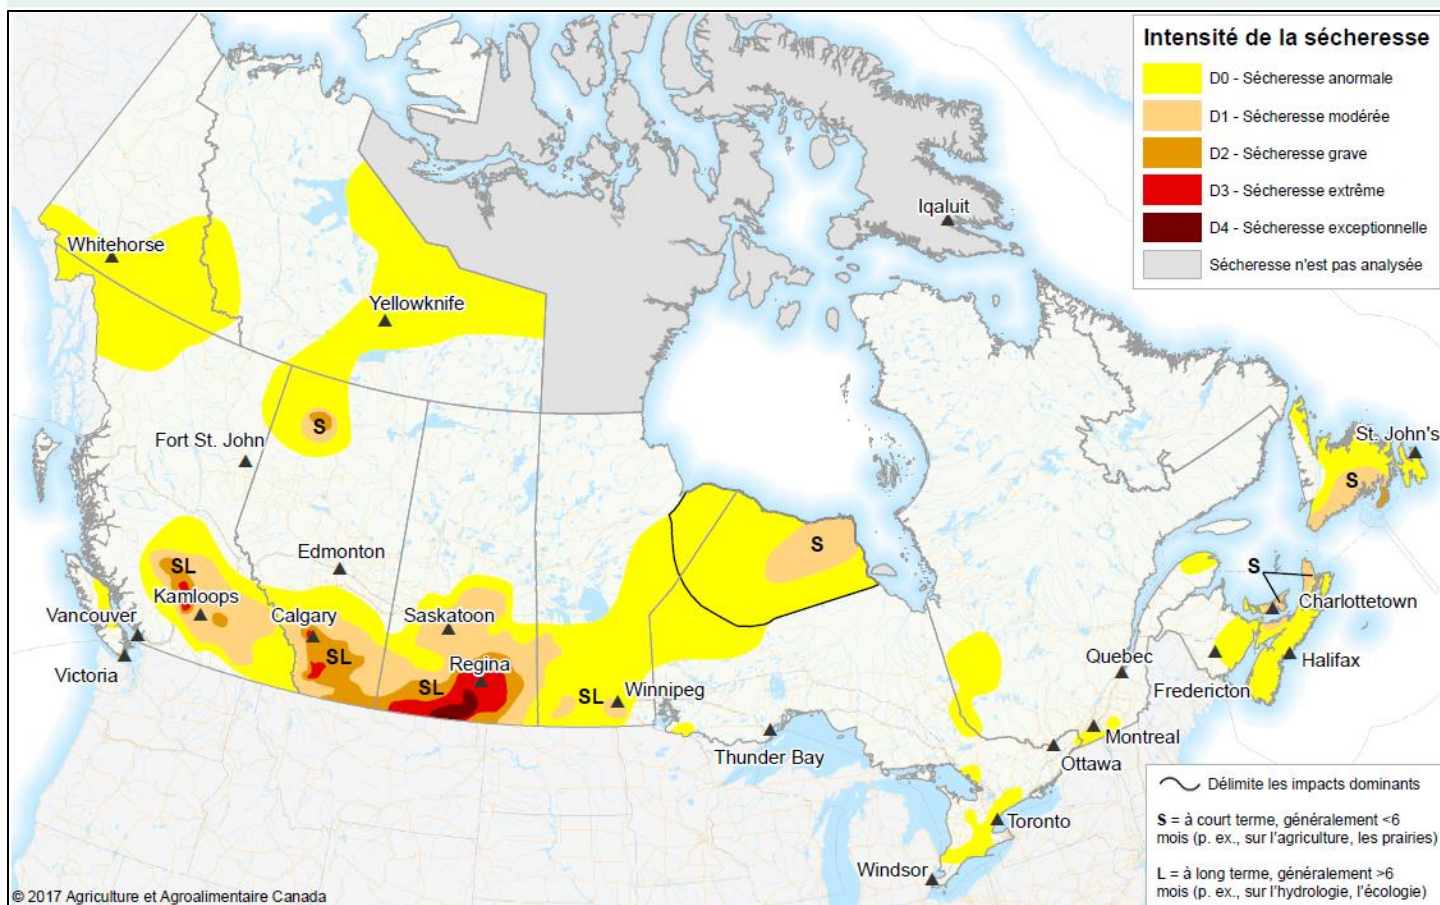 Intensité de la sécheresse
D0 - Sécheresse anormale
D1 - Sécheresse modérée
D2 - Sécheresse grave
D3 - Sécheresse extrême
D4 - Sécheresse exceptionnelle
Sécheresse n'est pas analysée
Iqaluit
Whitehorse
Yellowknife
S
Fort St. John
St. John's
S
Edmonton
S
SL
Kamloops
S
Charlottetown
Vancouver
Calgary
Saskatoon
SL
Victoria
Regina
SL
SL
Winnipeg
Quebec
Halifax
Fredericton
Montreal
Thunder Bay
Ottawa
Toronto
Windsor
Délimite les impacts dominants
S = à court terme, généralement <6
mois (p. ex., sur l'agriculture, les prairies)
L = à long terme, généralement >6
mois (p. ex., sur l'hydrologie, l'écologie)
© 2017 Agriculture et Agroalimentaire Canada